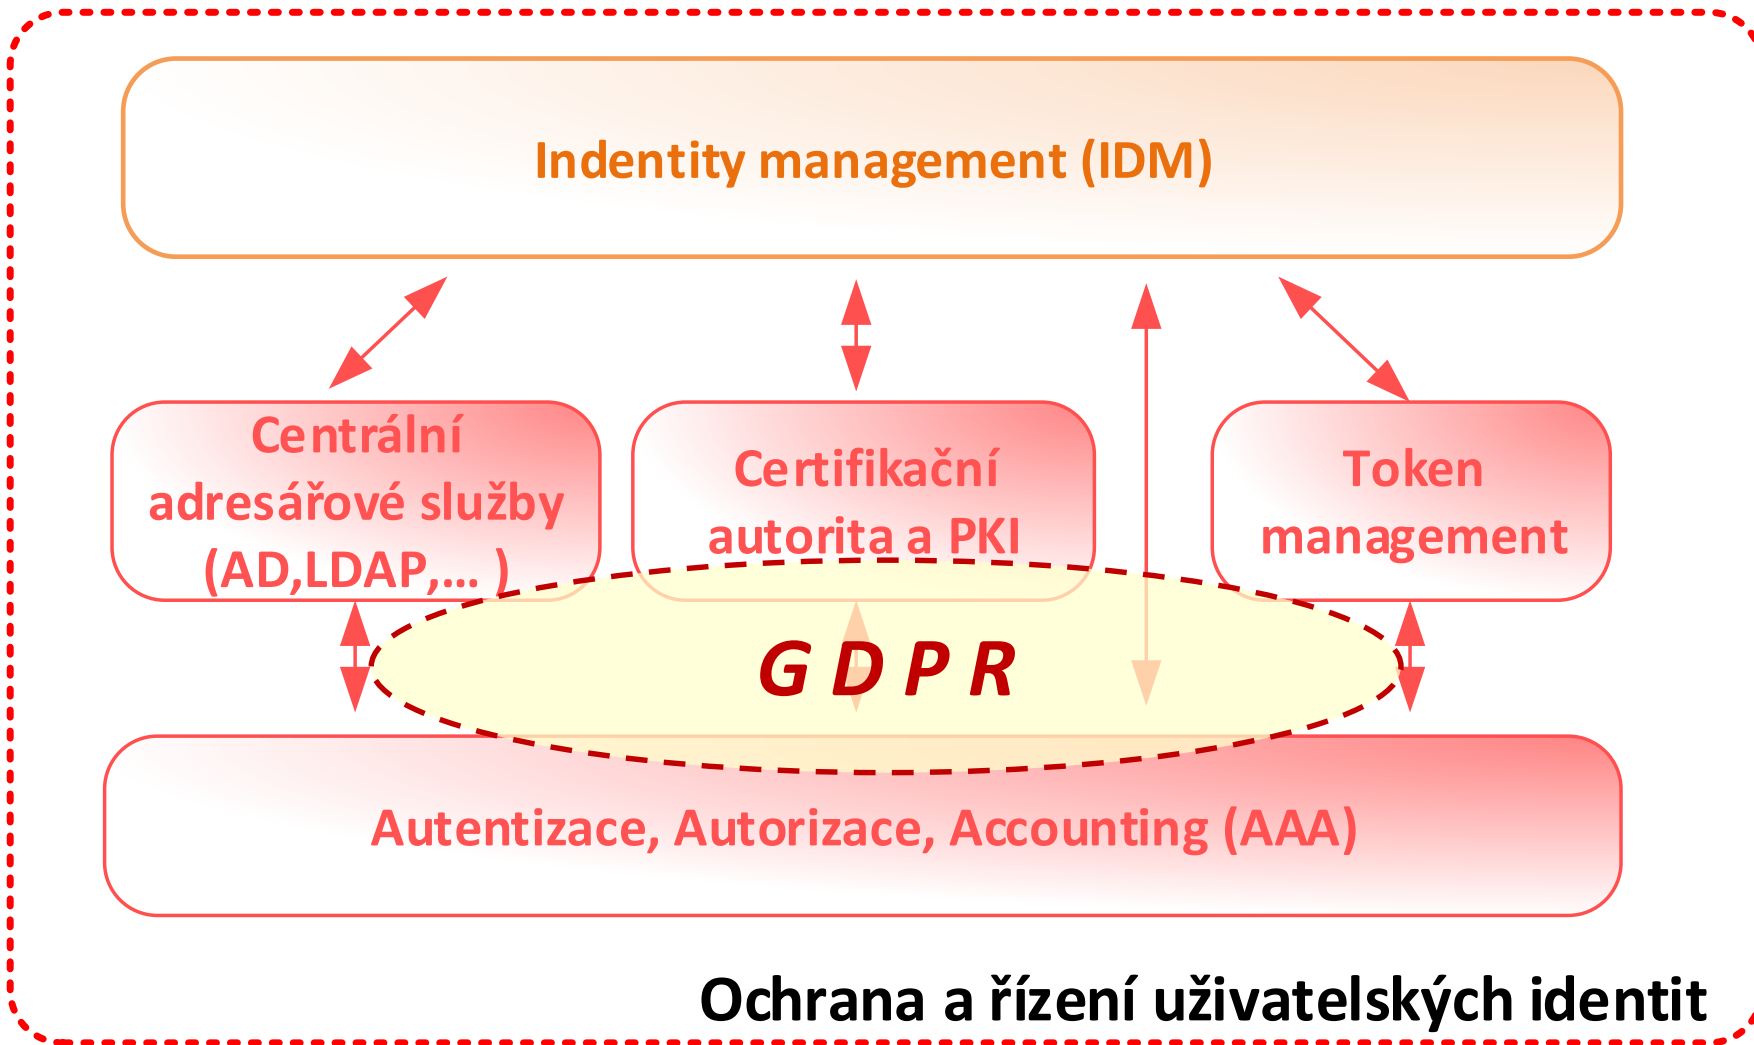 Indentity management (IDM)
Centrální
adresářové služby
(AD,LDAP,... )
Certifikační
autorita a PKI
Token
management
G D P R
Autentizace, Autorizace, Accounting (AAA)
Ochrana a řízení uživatelských identit